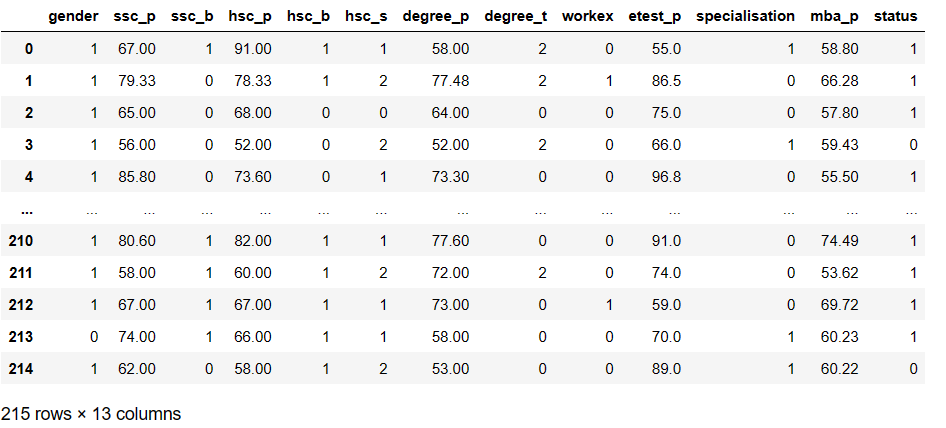 gender ssc_p ssc_b hsc_p hsc_b hsc_s degree_p degree_t workex etest_p specialisation mba_p status
0 1 67.00 1 91.00 1 1 58.00 2 0 55.0 1 58.80 1
1 1 79.33 0 78.33 1 2 77.48 2 1 86.5 0 66.28 1
2 1 65.00 0 68.00 0 0 64.00 0 0 75.0 0 57.80 1
3 1 56.00 0 52.00 0 2 52.00 2 0 66.0 1 59.43 0
4 1 85.80 0 73.60 0 1 73.30 0 0 96.8 0 55.50 1
... ... ... ... ... ... ... ... ... ... ... ... ... ...
210 1 80.60 1 82.00 1 1 77.60 0 0 91.0 0 74.49 1
211 1 58.00 1 60.00 1 2 72.00 2 0 74.0 0 53.62 1
212 1 67.00 1 67.00 1 1 73.00 0 1 59.0 0 69.72 1
213 0 74.00 1 66.00 1 1 58.00 0 0 70.0 1 60.23 1
214 1 62.00 0 58.00 1 2 53.00 0 0 89.0 1 60.22 0
215 rows × 13 columns